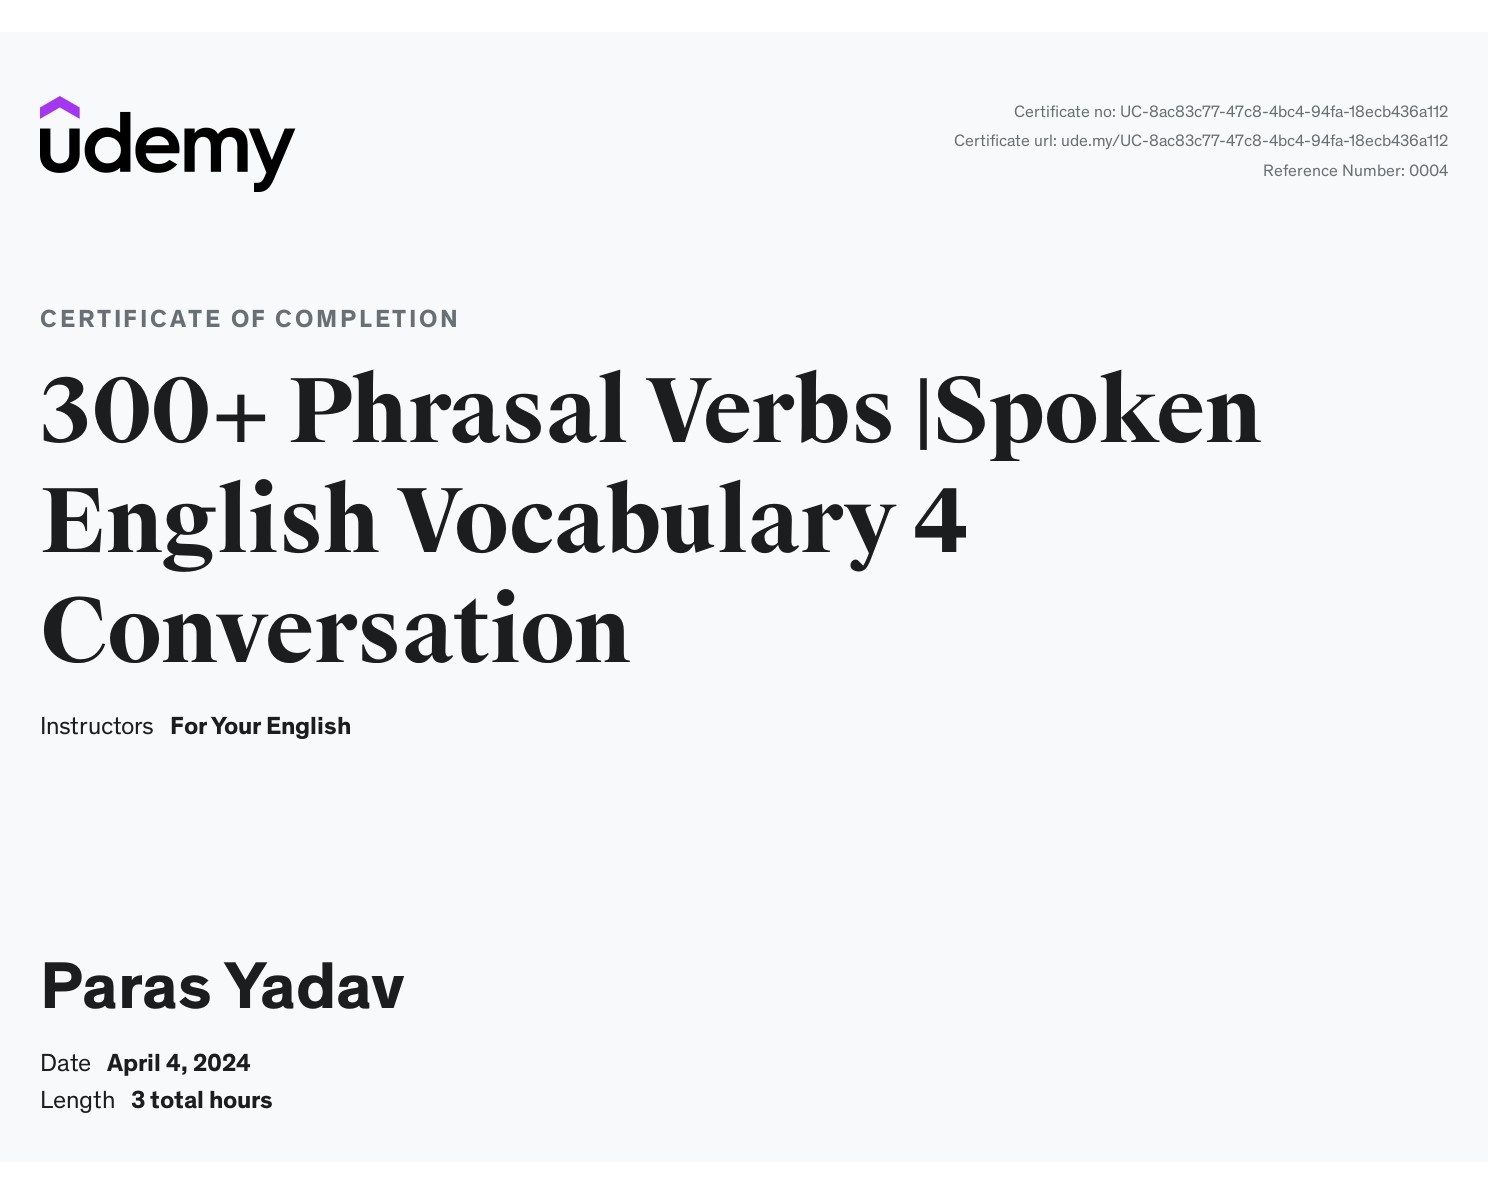 udemy
Certificate no: UC-8ac83c77-47c8-4bc4-94fa-18ecb436a112
Certificate url: ude.my/UC-8ac83c77-47c8-4bc4-94fa-18ecb436a112
Reference Number: 0004
CERTIFICATE OF COMPLETION
300+ Phrasal Verbs |Spoken
English Vocabulary 4
Conversation
Instructors For Your English
Paras Yadav
Date April 4, 2024
Length 3 total hours